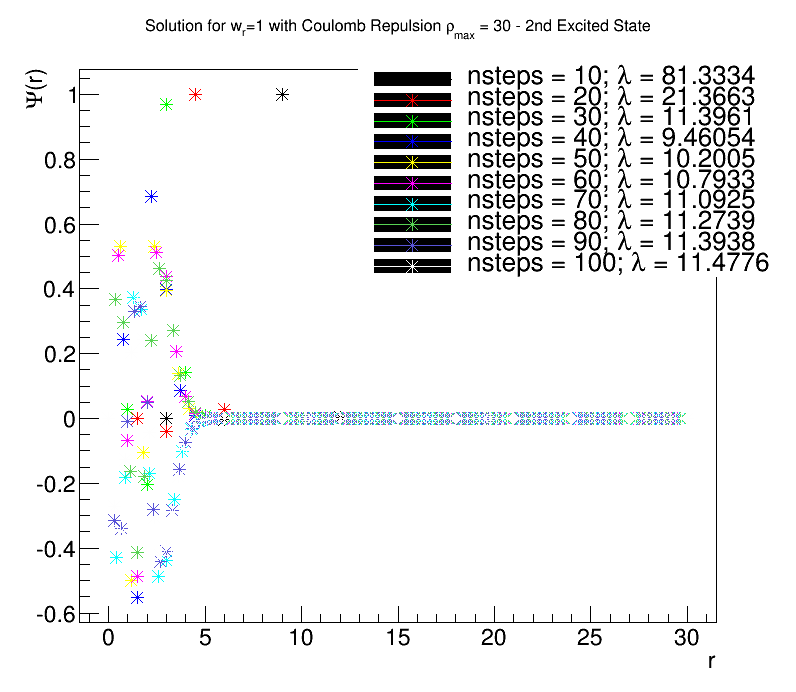 Solution for wr=1 with Coulomb Repulsion ρmax = 30 - 2nd Excited State
Ψ(r)
nsteps = 10; λ = 81.3334
nsteps = 20; λ = 21.3663
nsteps = 30; λ = 11.3961
nsteps = 40; λ = 9.46054
nsteps = 50; λ = 10.2005
nsteps = 60; λ = 10.7933
nsteps = 70; λ = 11.0925
nsteps = 80; λ = 11.2739
nsteps = 90; λ = 11.3938
nsteps = 100; λ = 11.4776
1
0.8
0.6
0.4
0.2
0
-0.2
-0.4
-0.6
0 5 10 15 20 25 30
r